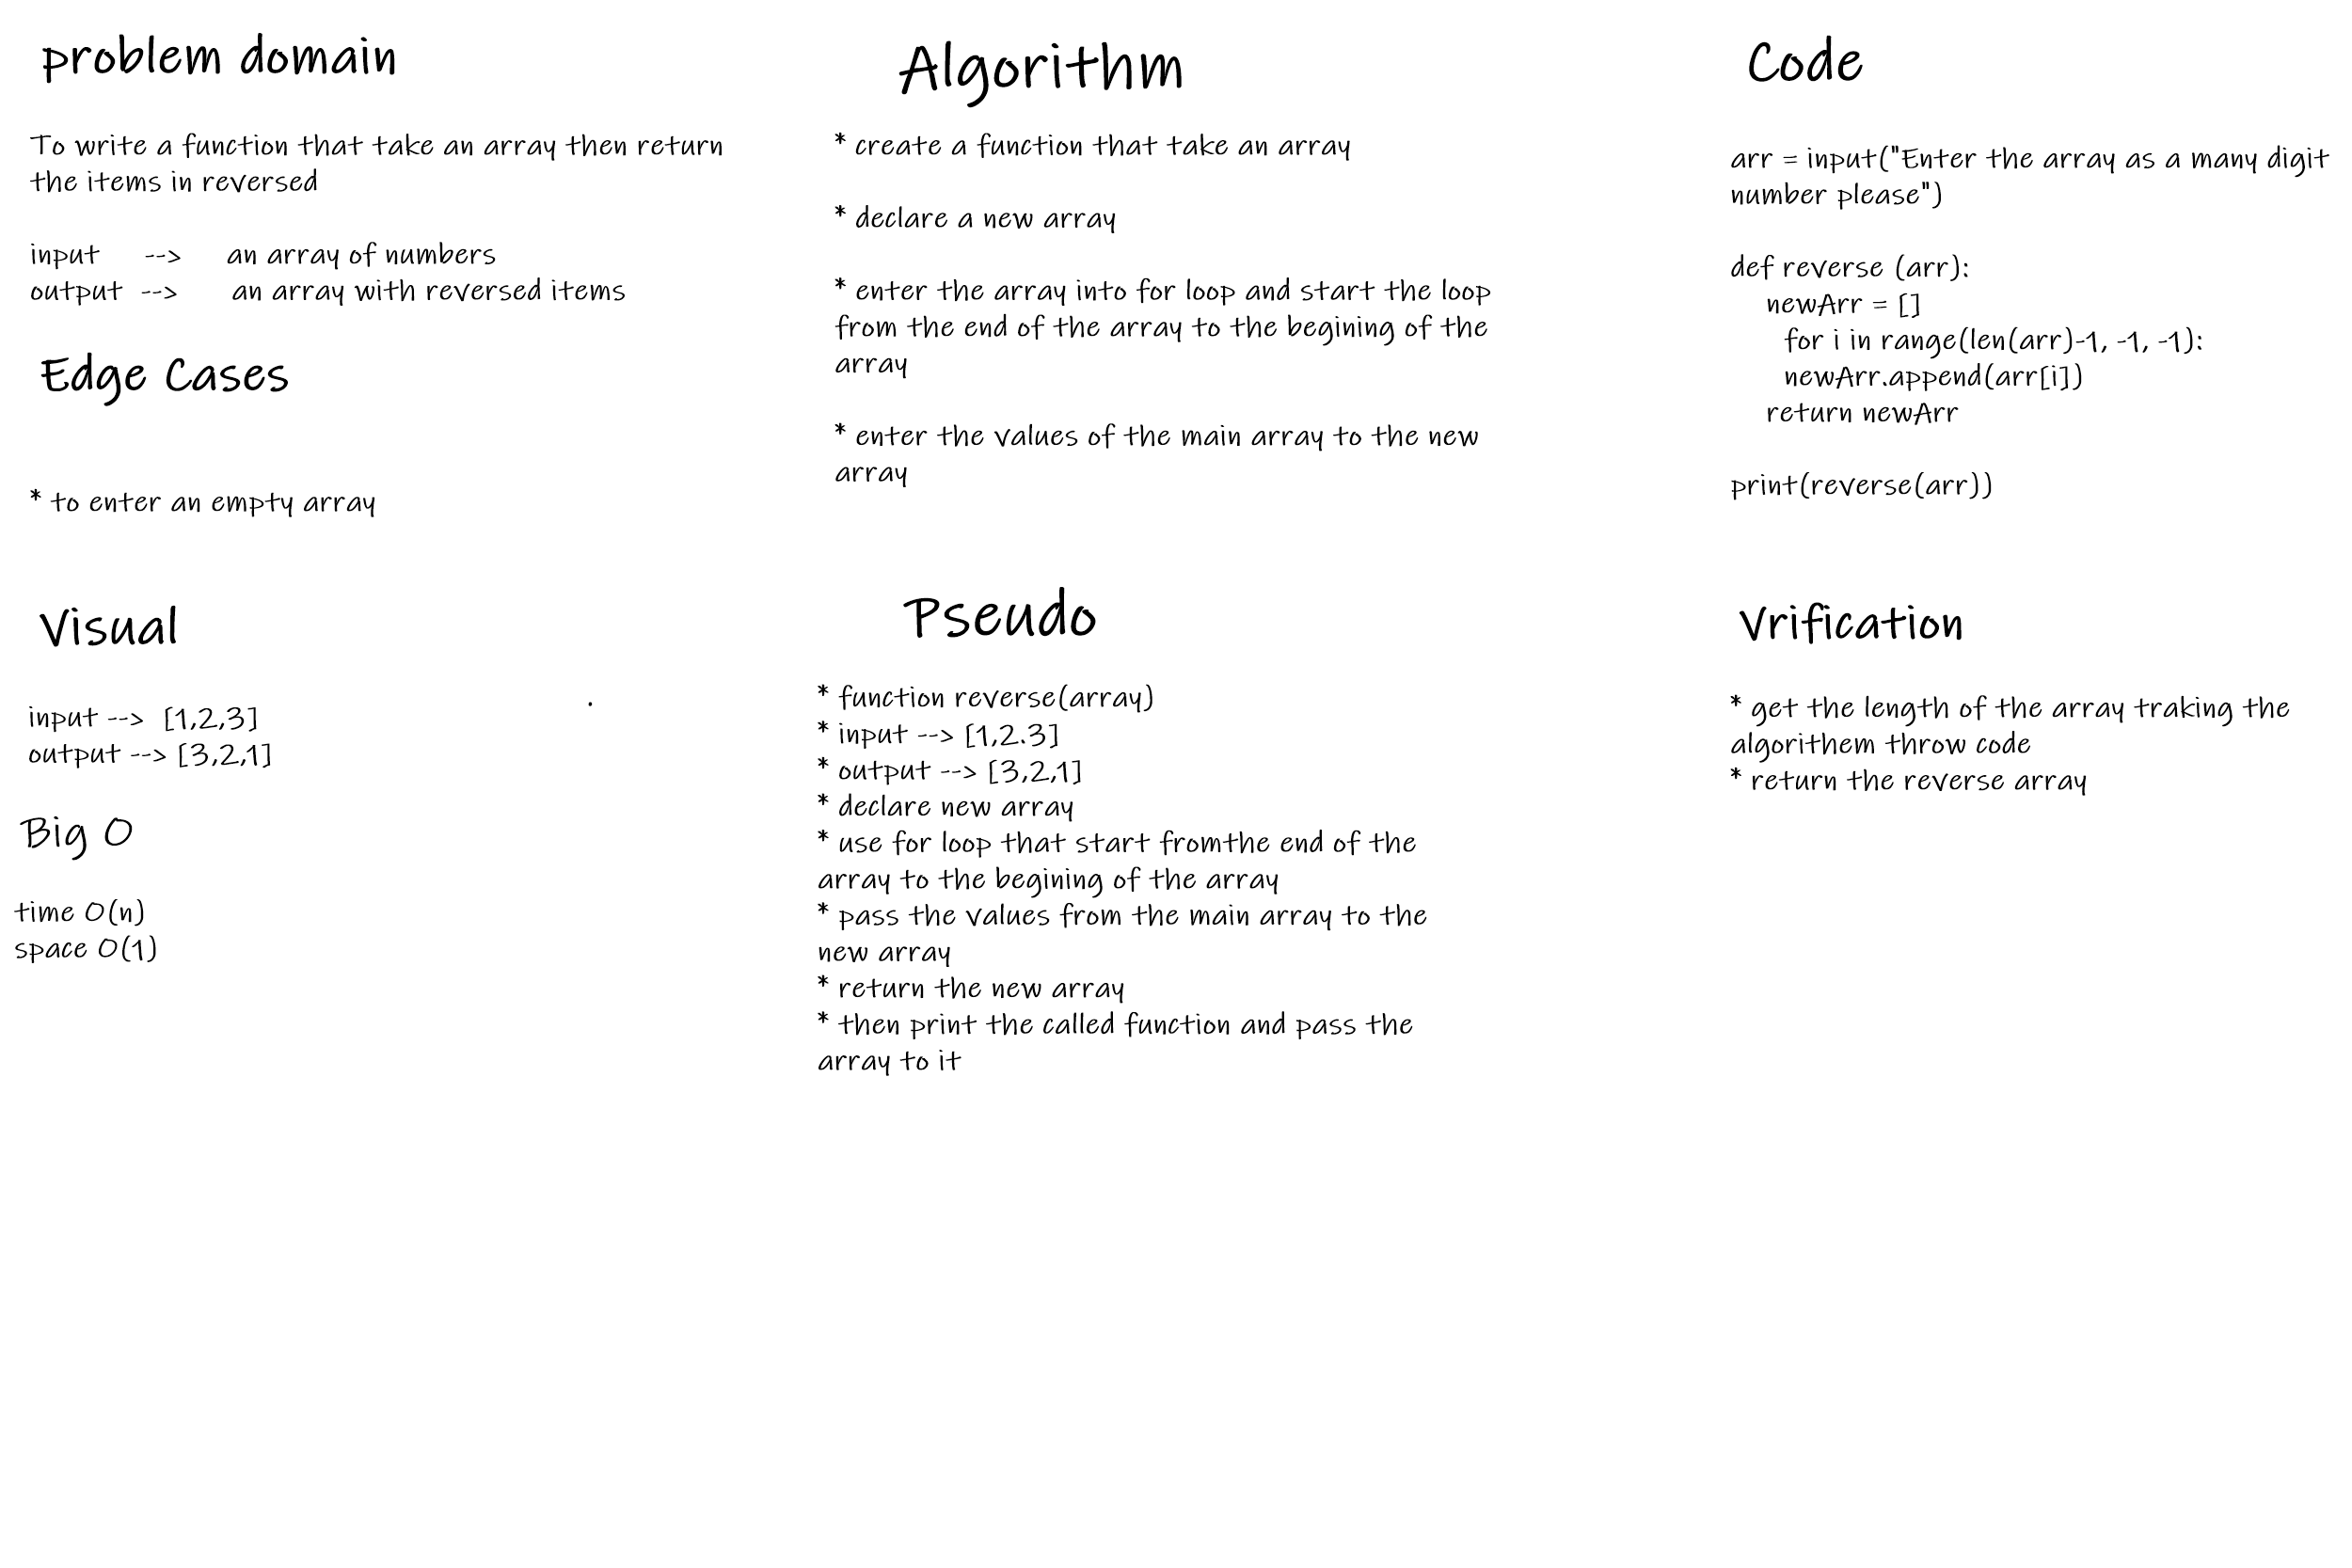 problem domain
To write a function that take an array then return
the items in reversed
input --> an array of numbers
output --> an array with reversed items
Edge Cases
* to enter an empty array
Visual
input --> [1,2,3]
output --> [3,2,1]
Big O
time O(n)
space O(1)
Algorithm
* create a function that take an array
* declare a new array
* enter the array into for loop and start the loop
from the end of the array to the begining of the
array
* enter the values of the main array to the new
array
Pseudo
* function reverse(array)
* input --> [1,2.3]
* output --> [3,2,1]
* declare new array
* use for loop that start fromthe end of the
array to the begining of the array
* pass the values from the main array to the
new array
* return the new array
* then print the called function and pass the
array to it
Code
arr = input("Enter the array as a many digit
number please")
def reverse (arr):
newArr = []
for i in range(len(arr)-1, -1, -1):
newArr.append(arr[i])
return newArr
print(reverse(arr))
Vrification
* get the length of the array traking the
algorithem throw code
* return the reverse array